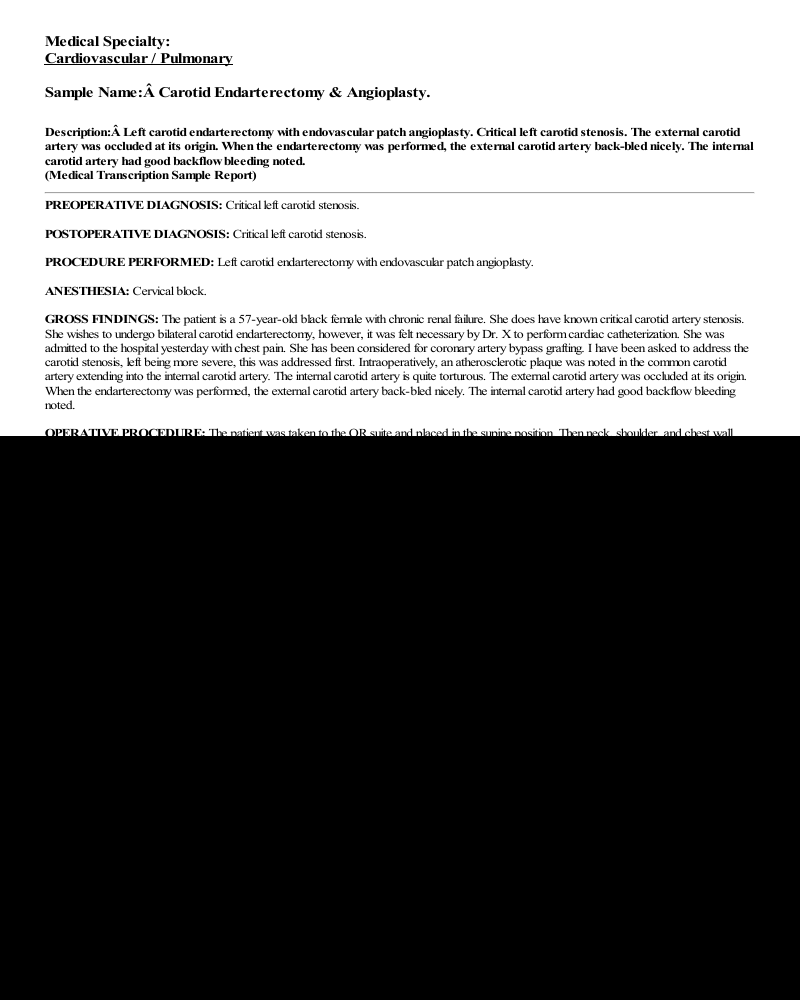 Medical Specialty:
Cardiovascular / Pulmonary
Sample Name:Â Carotid Endarterectomy & Angioplasty.
Description:Â Left carotid endarterectomy with endovascular patch angioplasty. Critical left carotid stenosis. The external carotid
artery was occluded at its origin. When the endarterectomy was performed, the external carotid artery back-bled nicely. The internal
carotid artery had good backflow bleeding noted.
(Medical Transcription Sample Report)
PREOPERATIVE DIAGNOSIS: Critical left carotid stenosis.
POSTOPERATIVE DIAGNOSIS: Critical left carotid stenosis.
PROCEDURE PERFORMED: Left carotid endarterectomy with endovascular patch angioplasty.
ANESTHESIA: Cervical block.
GROSS FINDINGS: The patient is a 57-year-old black female with chronic renal failure. She does have known critical carotid artery stenosis.
She wishes to undergo bilateral carotid endarterectomy, however, it was felt necessary by Dr. X to perform cardiac catheterization. She was
admitted to the hospital yesterday with chest pain. She has been considered for coronary artery bypass grafting. I have been asked to address the
carotid stenosis, left being more severe, this was addressed first. Intraoperatively, an atherosclerotic plaque was noted in the common carotid
artery extending into the internal carotid artery. The internal carotid artery is quite torturous. The external carotid artery was occluded at its origin.
When the endarterectomy was performed, the external carotid artery back-bled nicely. The internal carotid artery had good backflow bleeding
noted.
OPERATIVE PROCEDURE: The patient was taken to the OR suite and placed in the supine position. Then neck, shoulder, and chest wall